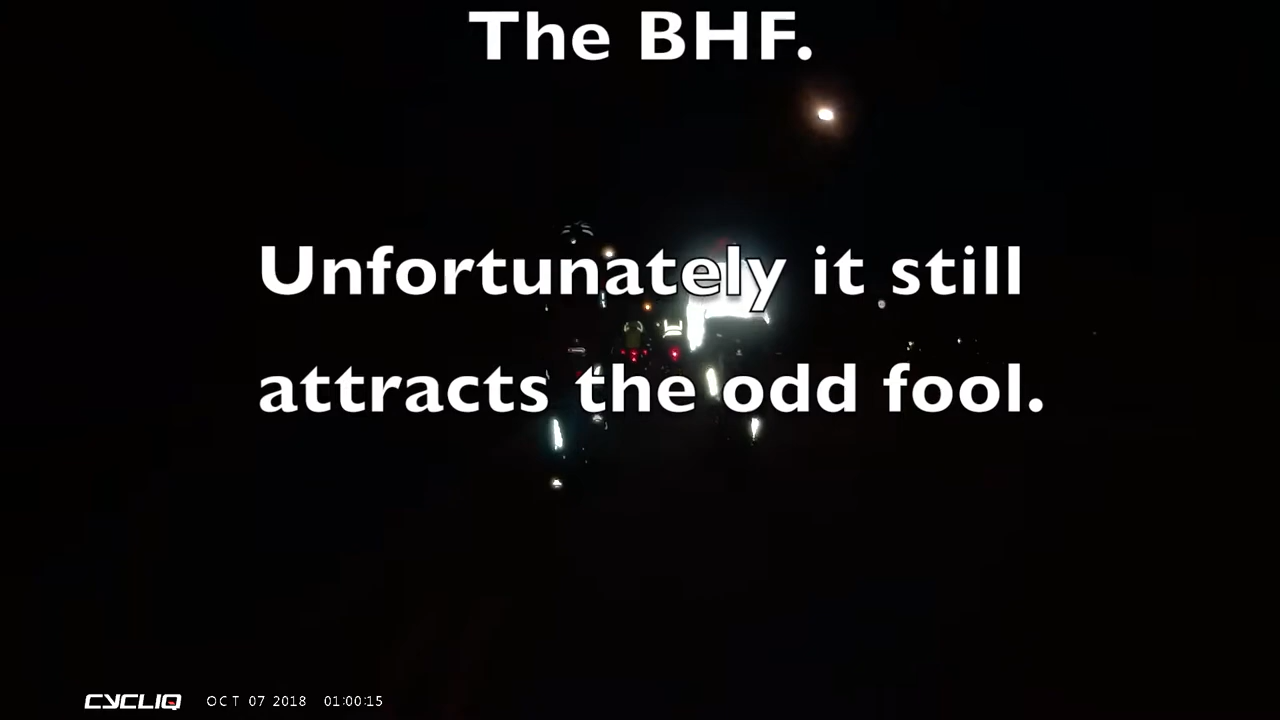 The BHF.
Unfortunately it still
attracts the odd fool.
CYCLIQ OCT 07 2018 01:00:15